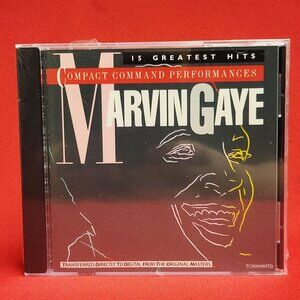 15 GREATEST HITS
COMPACT COMMAND PERFORMANCES
MARVIN GAYE
TRANSFERRED DIRECTLY TO DIGITAL FROM THE ORIGINAL MASTERS